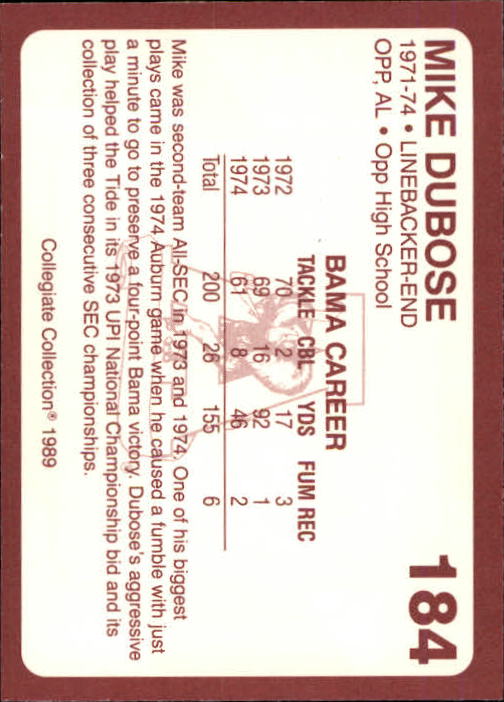 MIKE DUBOSE 184
1971-74 • LINEBACKER-END
OPP, AL • Opp High School
BAMA CAREER
TACKLE CBL YDS FUM REC
1972 70 2 17 3
1973 69 16 92 1
1974 61 8 46 2
Total 200 26 155 6
Mike was second-team All-SEC in 1973 and 1974. One of his biggest
plays came in the 1974 Auburn game when he caused a fumble with just
a minute to go to preserve a four-point Bama victory. Dubose's aggressive
play helped the Tide in its 1973 UPI National Championship bid and its
collection of three consecutive SEC championships.
Collegiate Collection® 1989